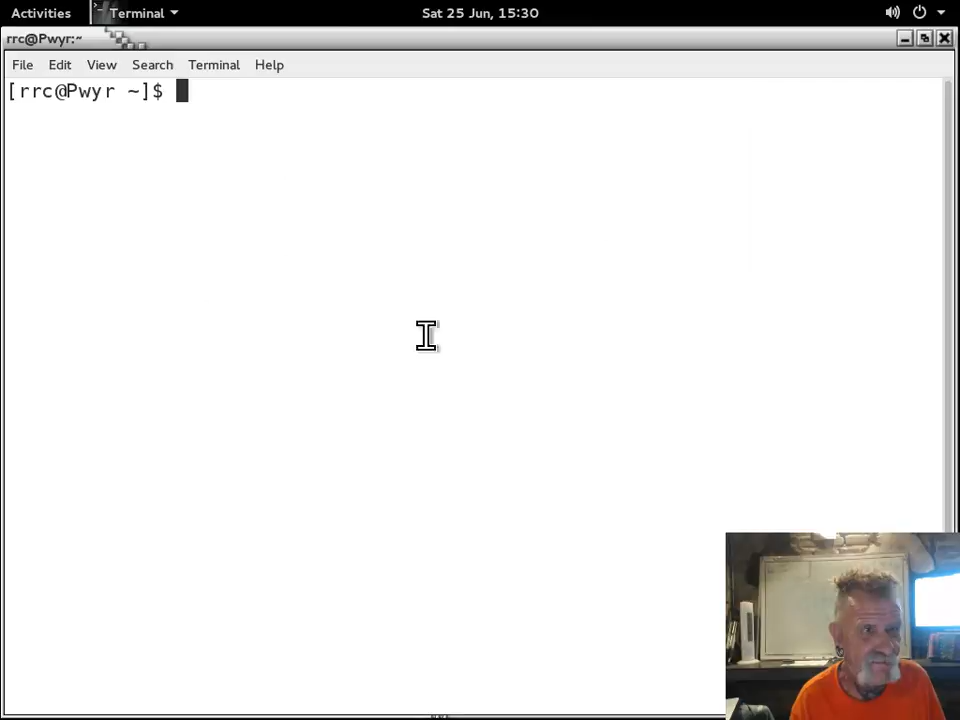 Activities Terminal Sat 25 Jun, 15:30
rrc@Pwyr:~
File Edit View Search Terminal Help
[rrc@Pwyr ~]$